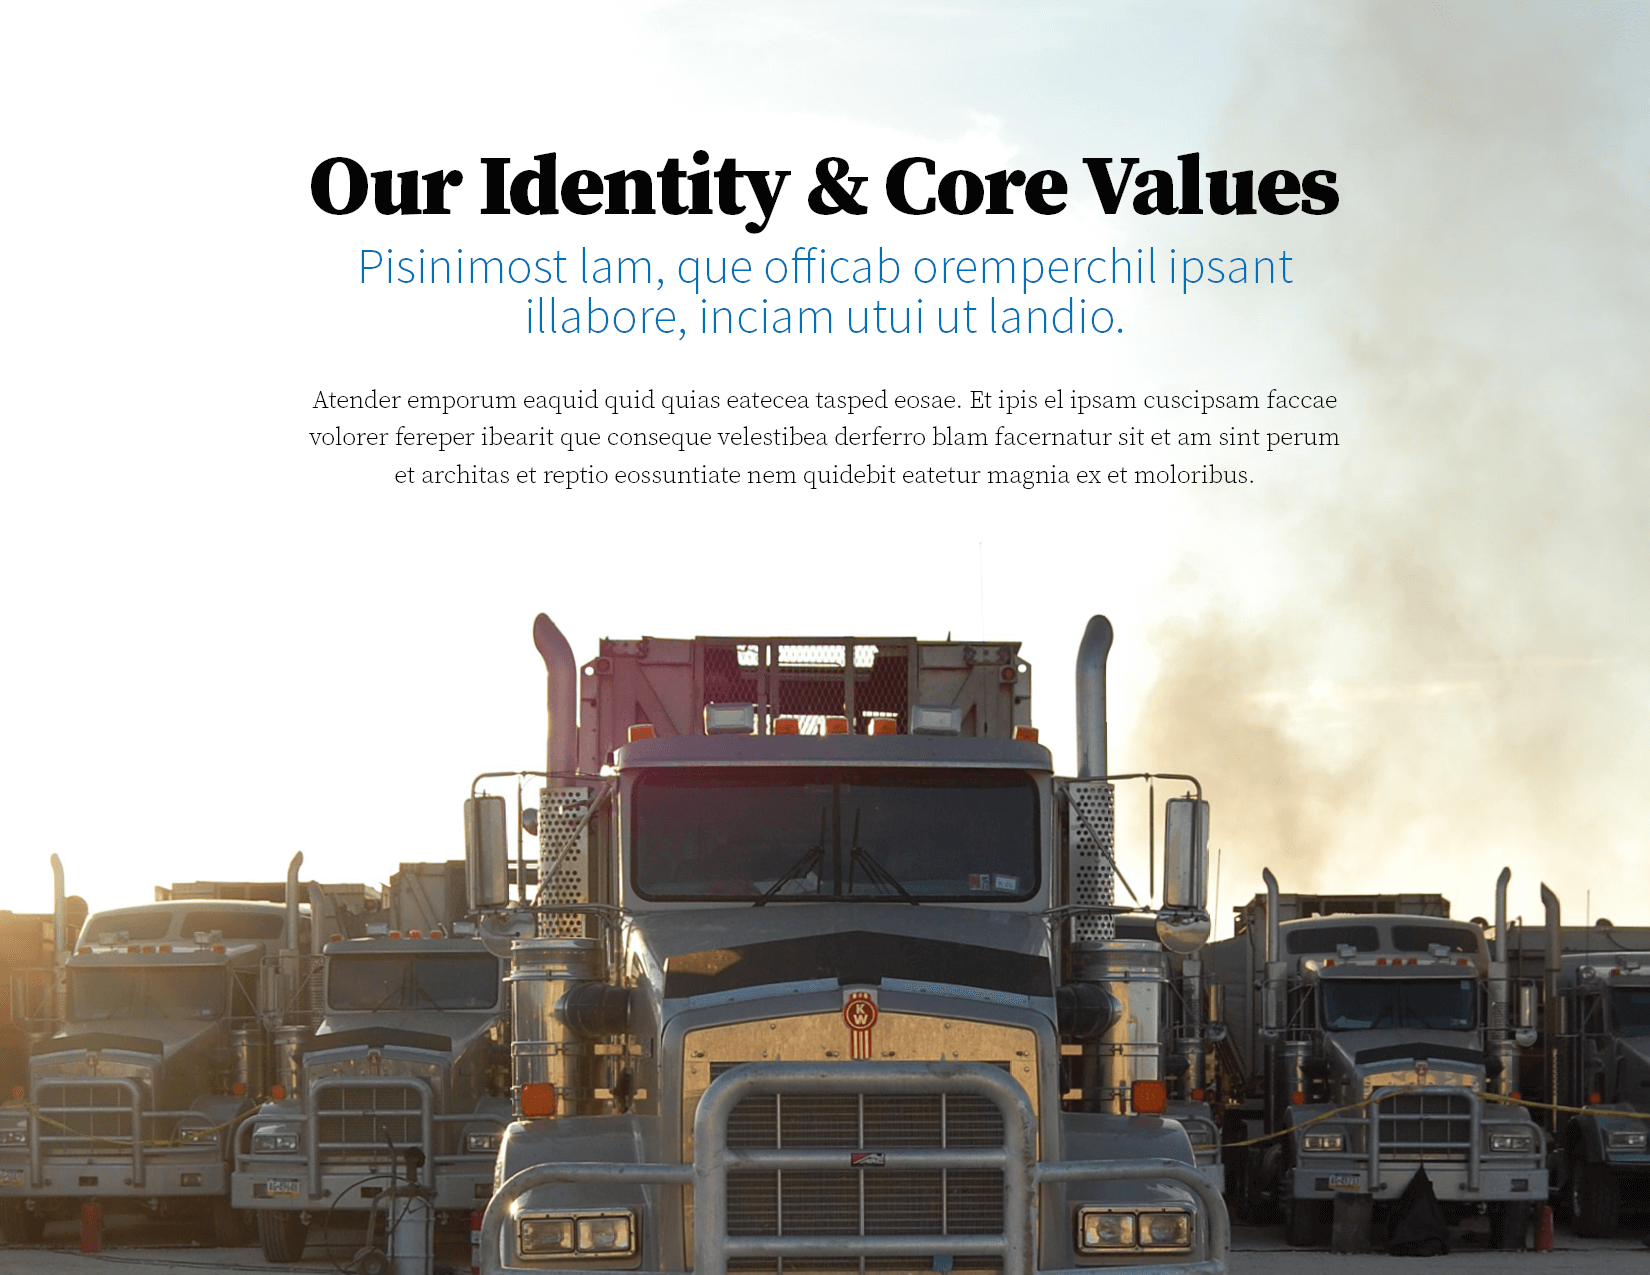 Our Identity & Core Values
Pisinimost lam, que officab oremperchil ipsant
illabore, inciam utui ut landio.
Atender emporum eaquid quid quias eatecea tasped eosae. Et ipis el ipsam cuscipsam faccae
volorer fereper ibearit que conseque velestibea derferro blam facernatur sit et am sint perum
et architas et reptio eossuntiate nem quidebit eatetur magnia ex et moloribus.
KW